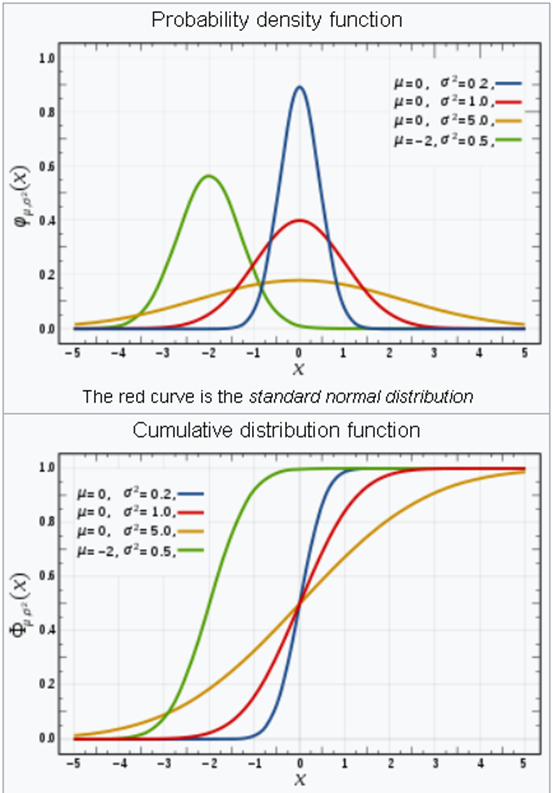 Probability density function
1.0
μ=0, σ²=0.2,
μ=0, σ²=1.0,
μ=0, σ²=5.0,
μ=-2, σ²=0.5,
0.8
0.6
0.4
0.2
0.0
φμ,σ²(x)
-5 -4 -3 -2 -1 0 1 2 3 4 5
x
The red curve is the standard normal distribution
Cumulative distribution function
1.0
μ=0, σ²=0.2,
μ=0, σ²=1.0,
μ=0, σ²=5.0,
μ=-2, σ²=0.5,
0.8
0.6
0.4
0.2
0.0
Φμ,σ²(x)
-5 -4 -3 -2 -1 0 1 2 3 4 5
x